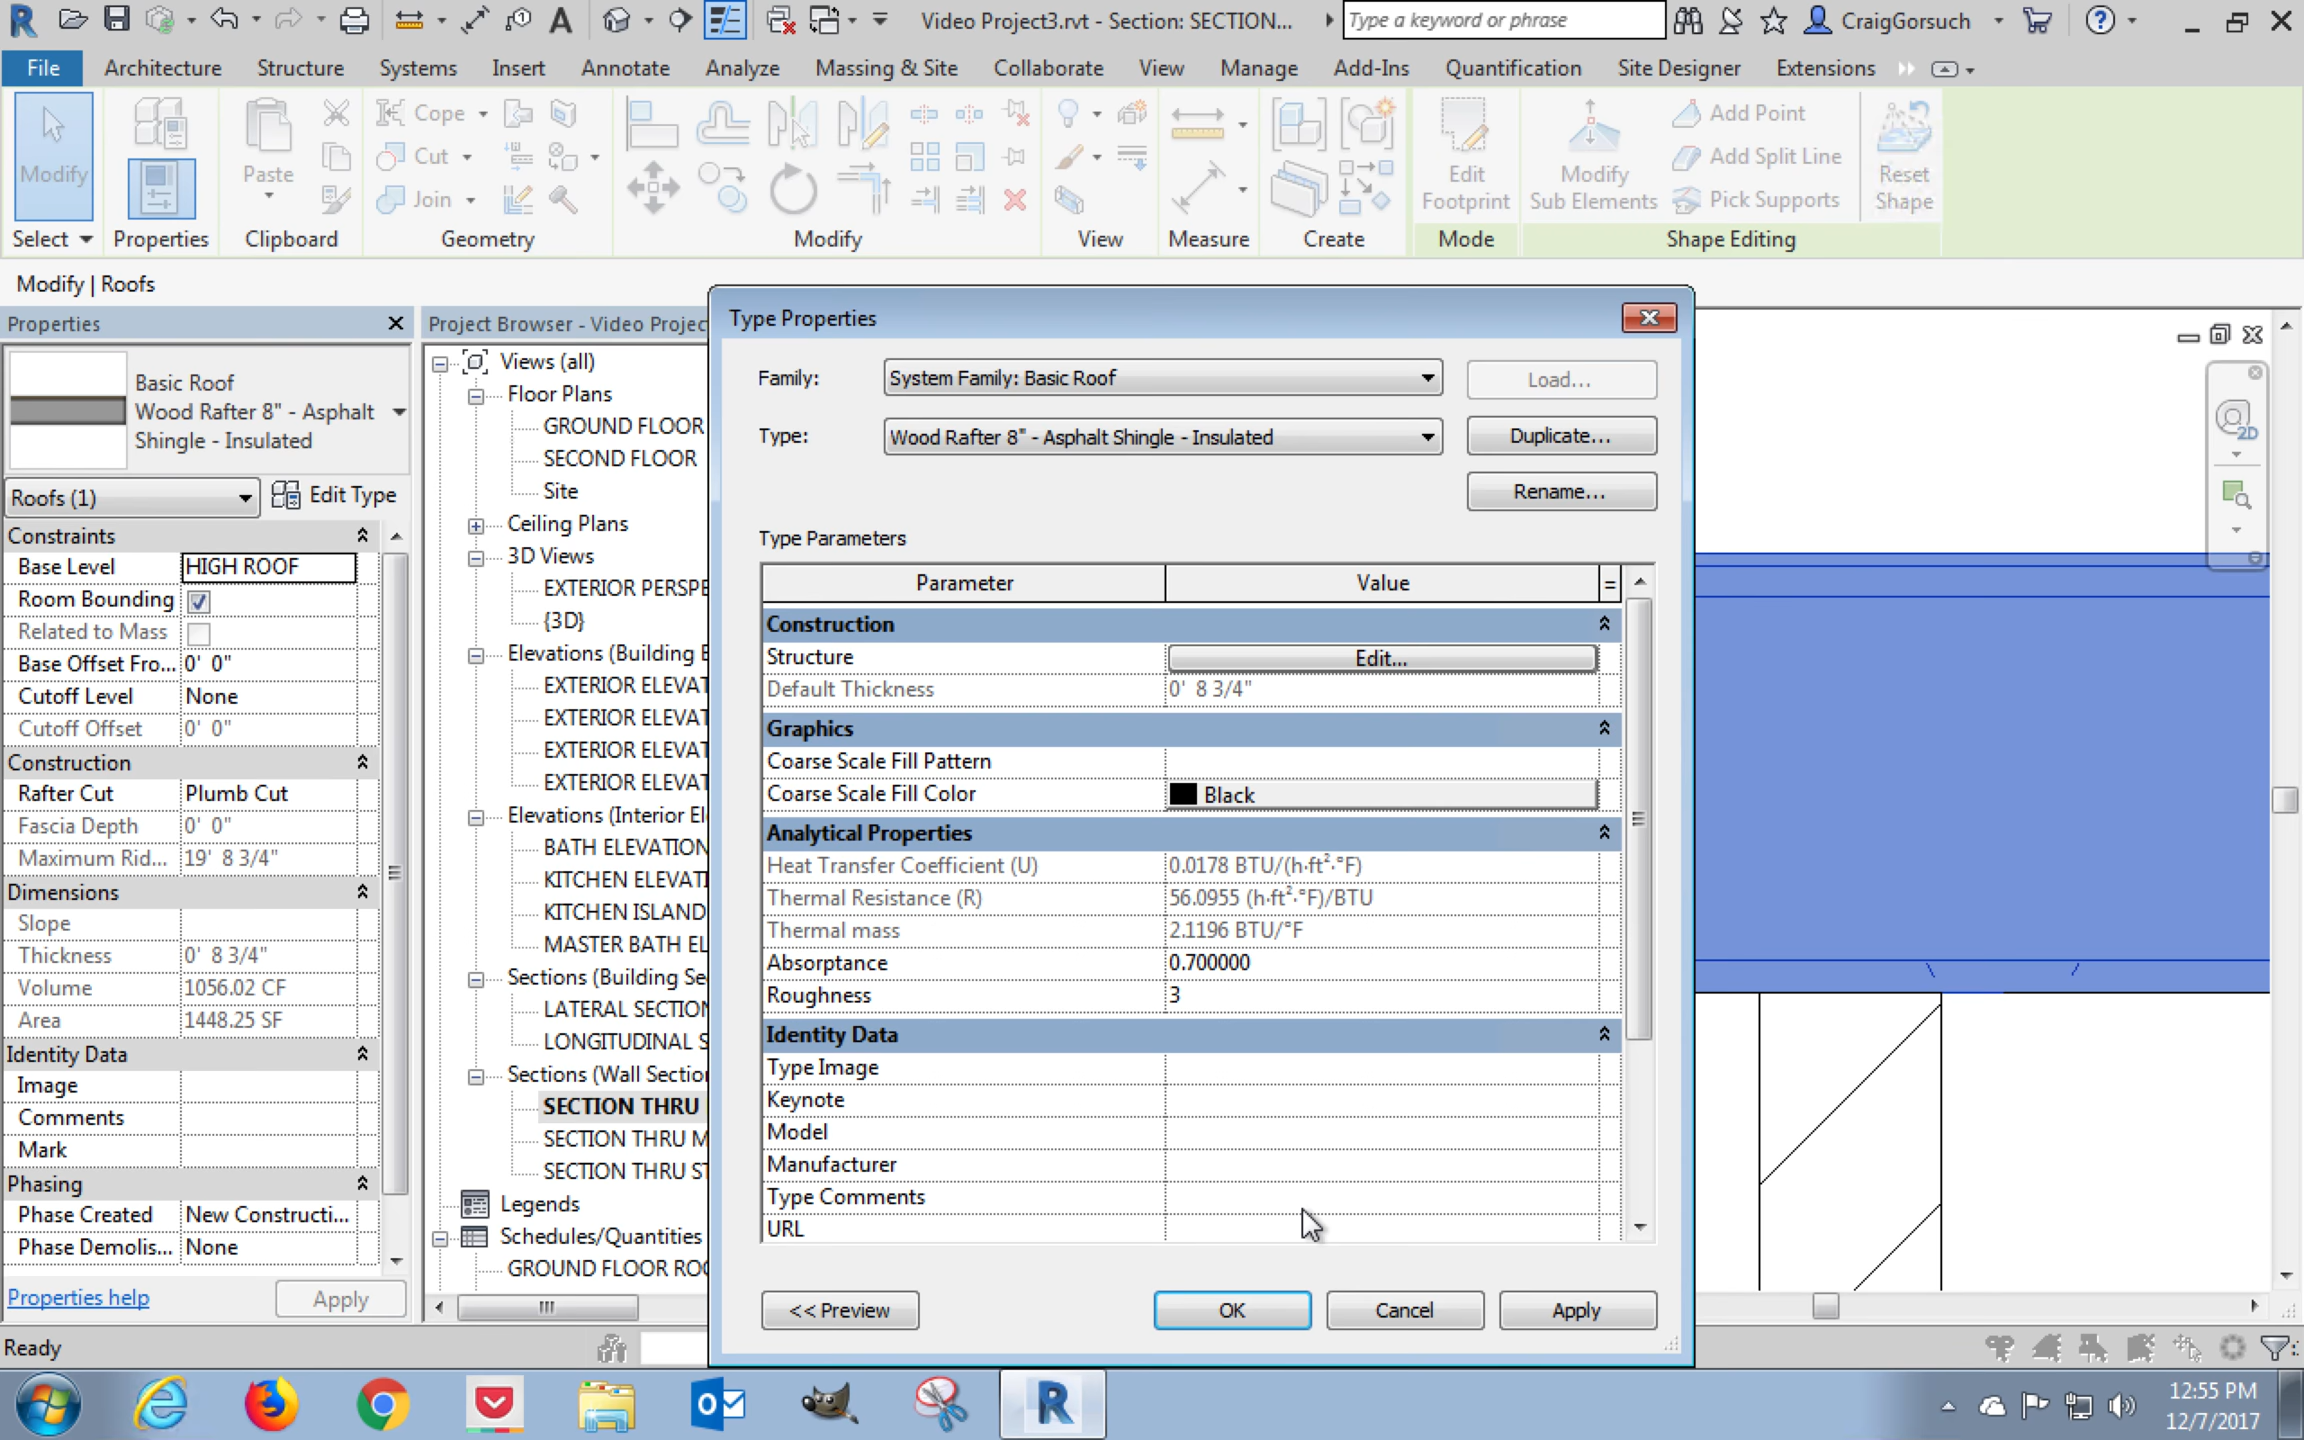 Video Project3.rvt - Section: SECTION...
Type a keyword or phrase
CraigGorsuch
File Architecture Structure Systems Insert Annotate Analyze Massing & Site Collaborate View Manage Add-Ins Quantification Site Designer Extensions
Modify
Paste
Cope
Cut
Join
Edit
Footprint
Modify
Sub Elements
Add Point
Add Split Line
Pick Supports
Reset
Shape
Select Properties Clipboard Geometry Modify View Measure Create Mode Shape Editing
Modify | Roofs
Properties
Basic Roof
Wood Rafter 8" - Asphalt
Shingle - Insulated
Roofs (1) Edit Type
Constraints
Base Level HIGH ROOF
Room Bounding
Related to Mass
Base Offset Fro... 0' 0"
Cutoff Level None
Cutoff Offset 0' 0"
Construction
Rafter Cut Plumb Cut
Fascia Depth 0' 0"
Maximum Rid... 19' 8 3/4"
Dimensions
Slope
Thickness 0' 8 3/4"
Volume 1056.02 CF
Area 1448.25 SF
Identity Data
Image
Comments
Mark
Phasing
Phase Created New Constructi...
Phase Demolis... None
Properties help Apply
Project Browser - Video Projec
Views (all)
Floor Plans
GROUND FLOOR
SECOND FLOOR
Site
Ceiling Plans
3D Views
EXTERIOR PERSPE
{3D}
Elevations (Building E
EXTERIOR ELEVAT
EXTERIOR ELEVAT
EXTERIOR ELEVAT
EXTERIOR ELEVAT
Elevations (Interior El
BATH ELEVATION
KITCHEN ELEVATI
KITCHEN ISLAND
MASTER BATH EL
Sections (Building Se
LATERAL SECTION
LONGITUDINAL S
Sections (Wall Sectio
SECTION THRU
SECTION THRU M
SECTION THRU ST
Legends
Schedules/Quantities
GROUND FLOOR ROO
Type Properties
Family: System Family: Basic Roof Load...
Type: Wood Rafter 8" - Asphalt Shingle - Insulated Duplicate...
Rename...
Type Parameters
Parameter Value =
Construction
Structure Edit...
Default Thickness 0' 8 3/4"
Graphics
Coarse Scale Fill Pattern
Coarse Scale Fill Color Black
Analytical Properties
Heat Transfer Coefficient (U) 0.0178 BTU/(h·ft²·°F)
Thermal Resistance (R) 56.0955 (h·ft²·°F)/BTU
Thermal mass 2.1196 BTU/°F
Absorptance 0.700000
Roughness 3
Identity Data
Type Image
Keynote
Model
Manufacturer
Type Comments
URL
<< Preview OK Cancel Apply
2D
Ready
12:55 PM
12/7/2017